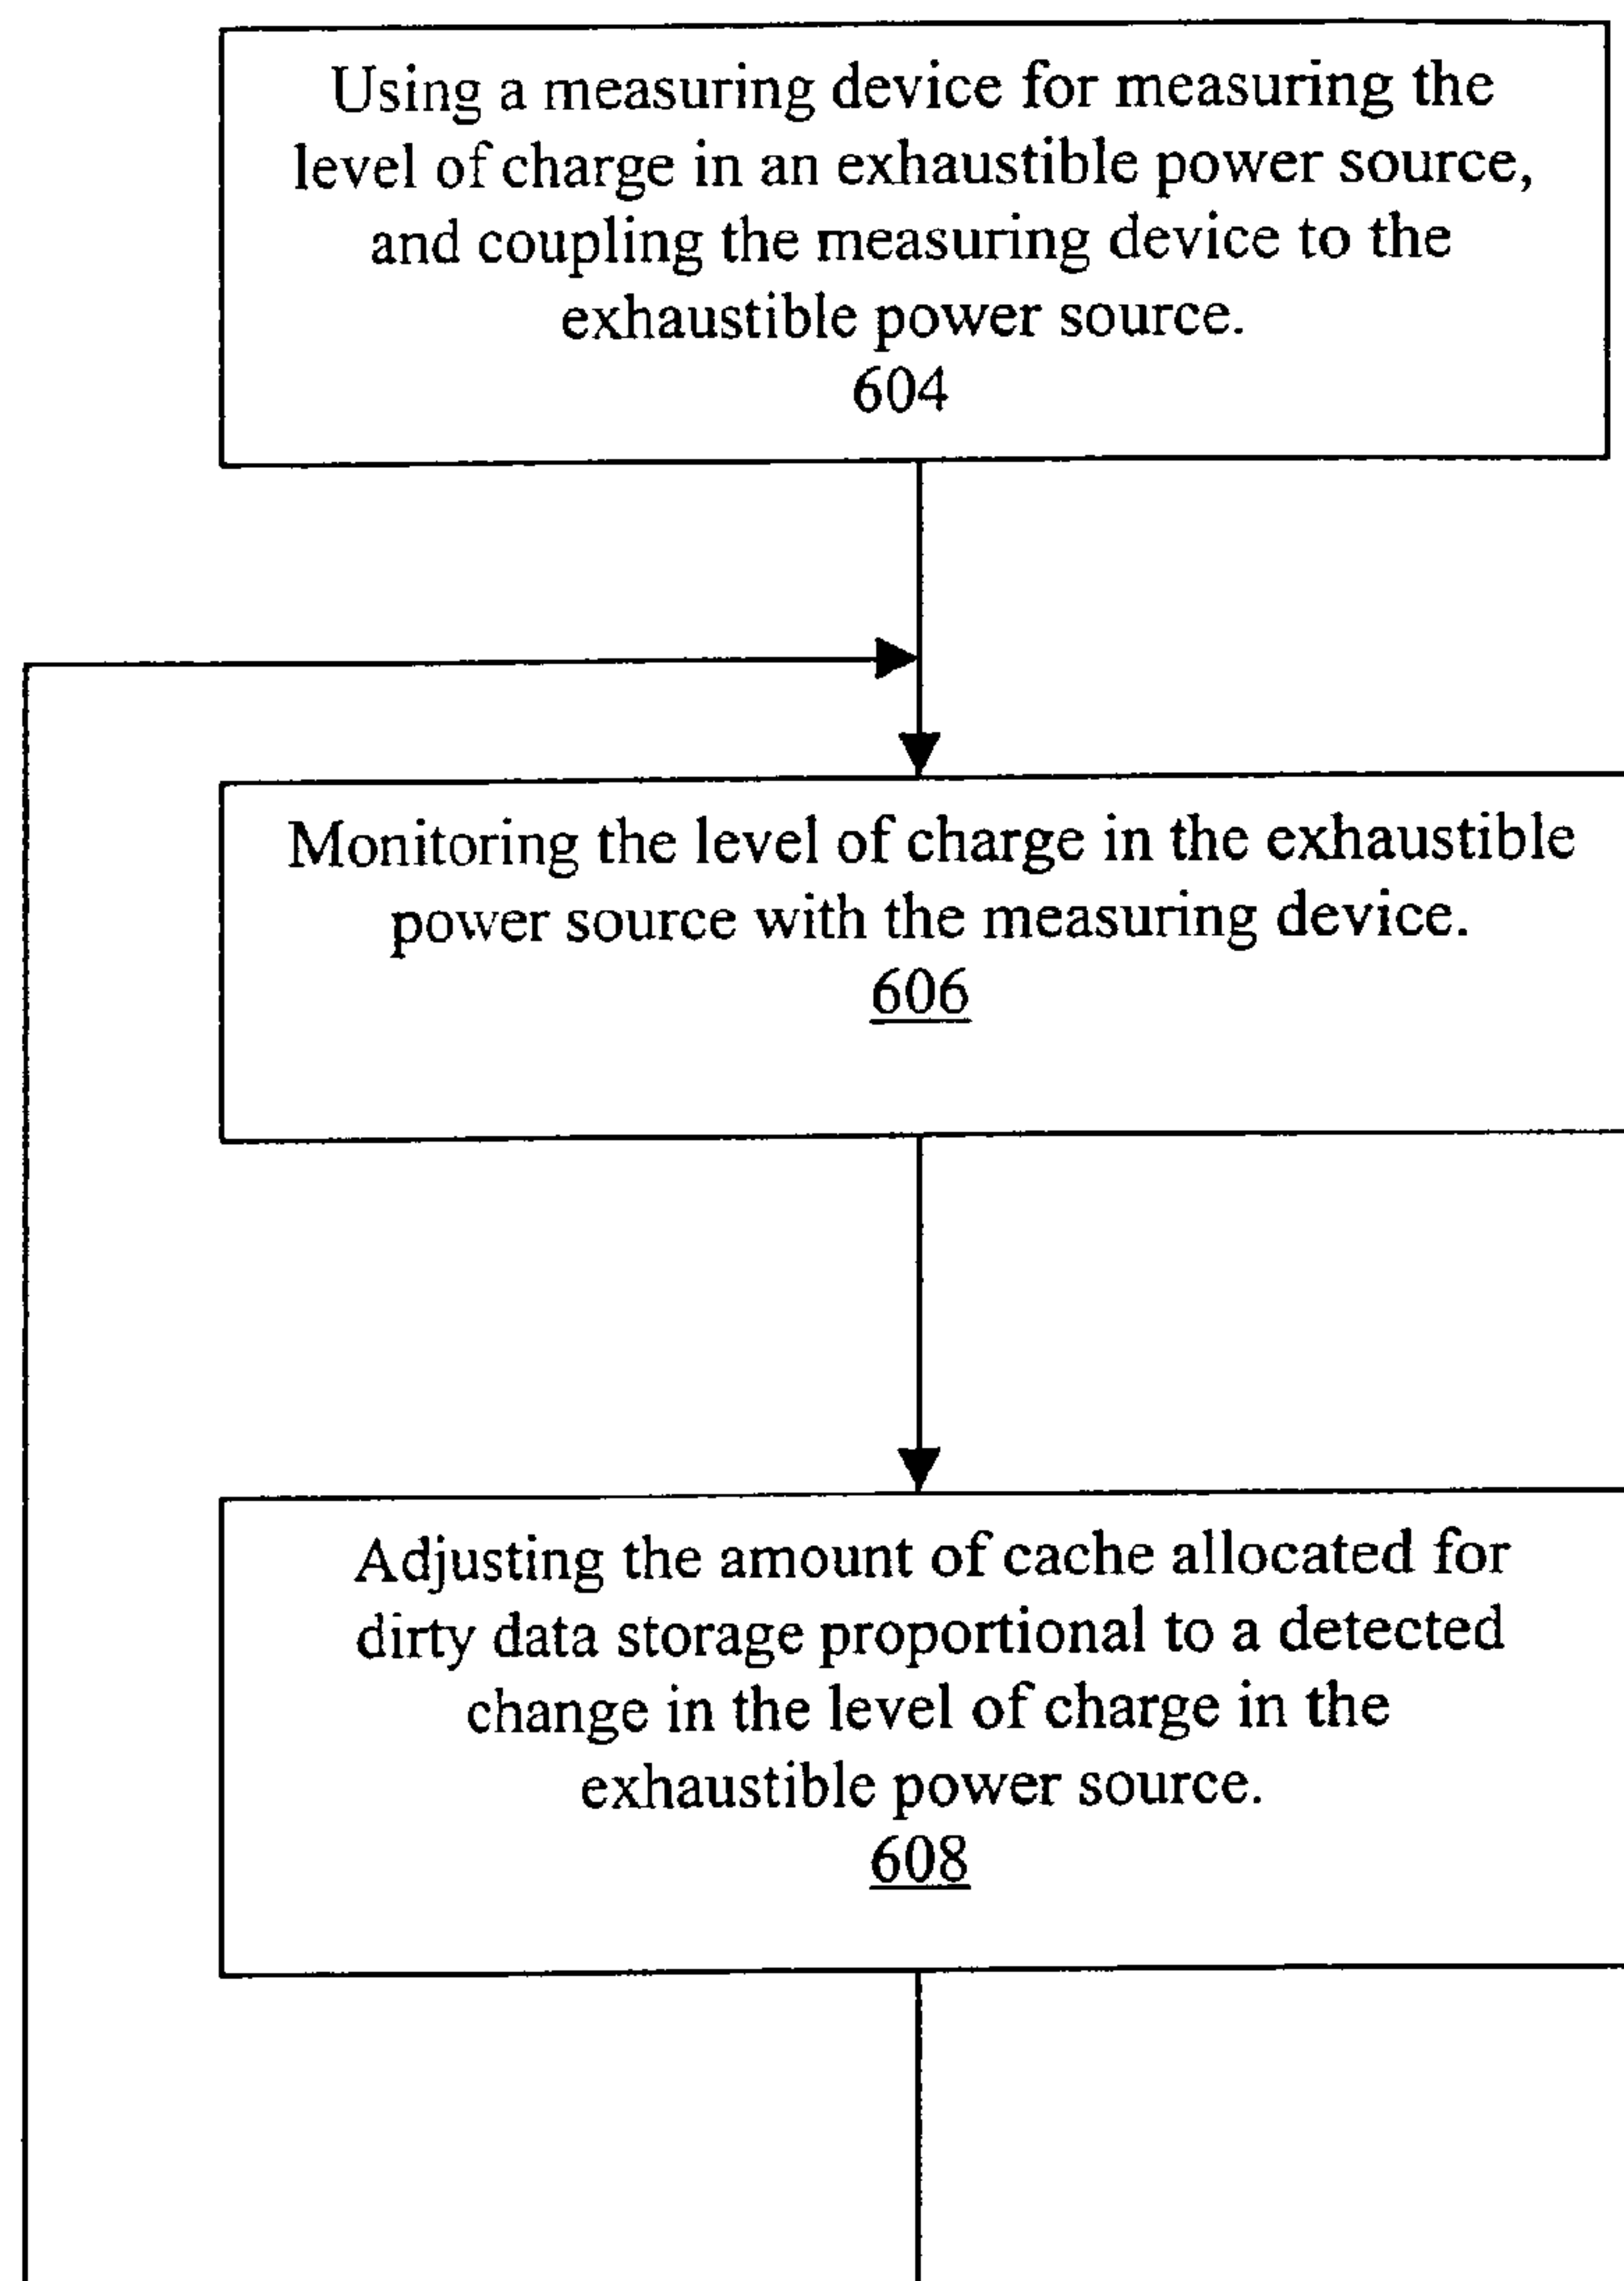 Using a measuring device for measuring the
level of charge in an exhaustible power source,
and coupling the measuring device to the
exhaustible power source.
604
Monitoring the level of charge in the exhaustible
power source with the measuring device.
606
Adjusting the amount of cache allocated for
dirty data storage proportional to a detected
change in the level of charge in the
exhaustible power source.
608